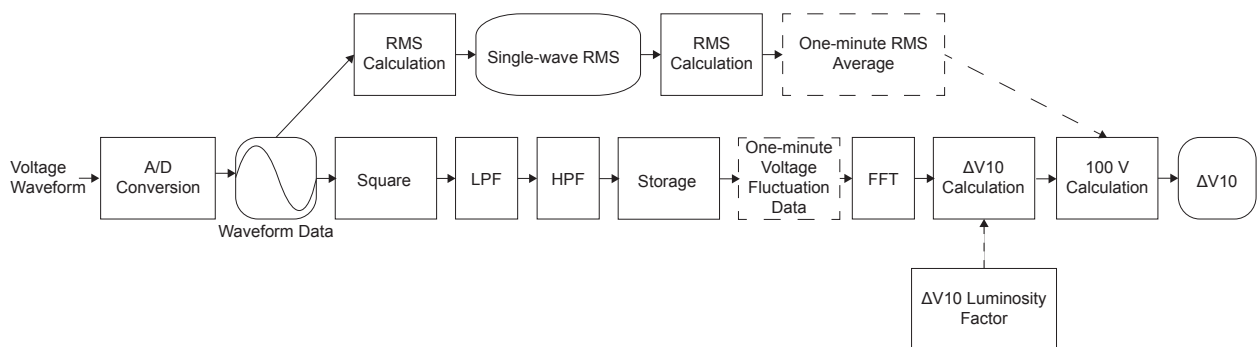 RMS
Calculation
Single-wave RMS
RMS
Calculation
One-minute RMS
Average
Voltage
Waveform
A/D
Conversion
Waveform Data
Square
LPF
HPF
Storage
One-minute
Voltage
Fluctuation
Data
FFT
ΔV10
Calculation
100 V
Calculation
ΔV10
ΔV10 Luminosity
Factor